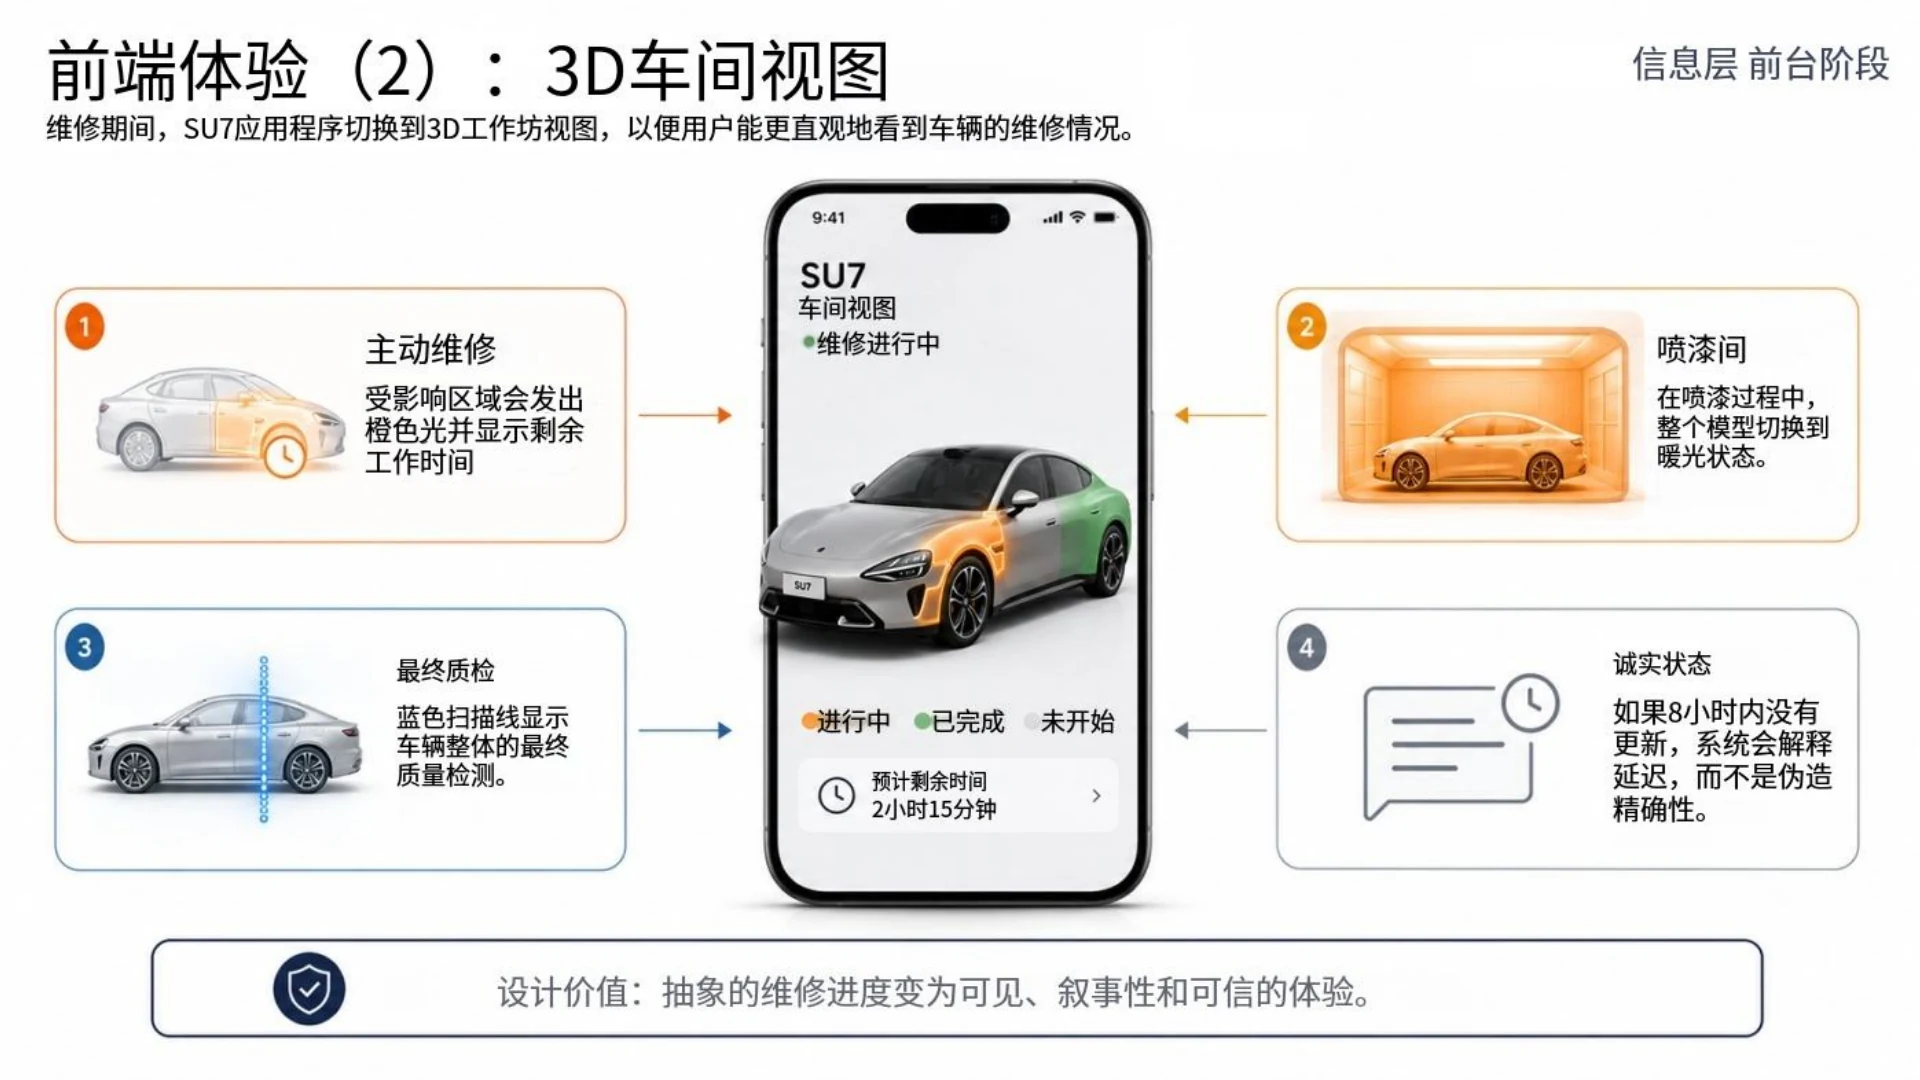 前端体验（2）：3D车间视图
信息层 前台阶段
维修期间，SU7应用程序切换到3D工作坊视图，以便用户能更直观地看到车辆的维修情况。
1
主动维修
受影响区域会发出
橙色光并显示剩余
工作时间
9:41
SU7
车间视图
维修进行中
SU7
进行中 已完成 未开始
预计剩余时间
2小时15分钟
2
喷漆间
在喷漆过程中，
整个模型切换到
暖光状态。
3
最终质检
蓝色扫描线显示
车辆整体的最终
质量检测。
4
诚实状态
如果8小时内没有
更新，系统会解释
延迟，而不是伪造
精确性。
设计价值：抽象的维修进度变为可见、叙事性和可信的体验。